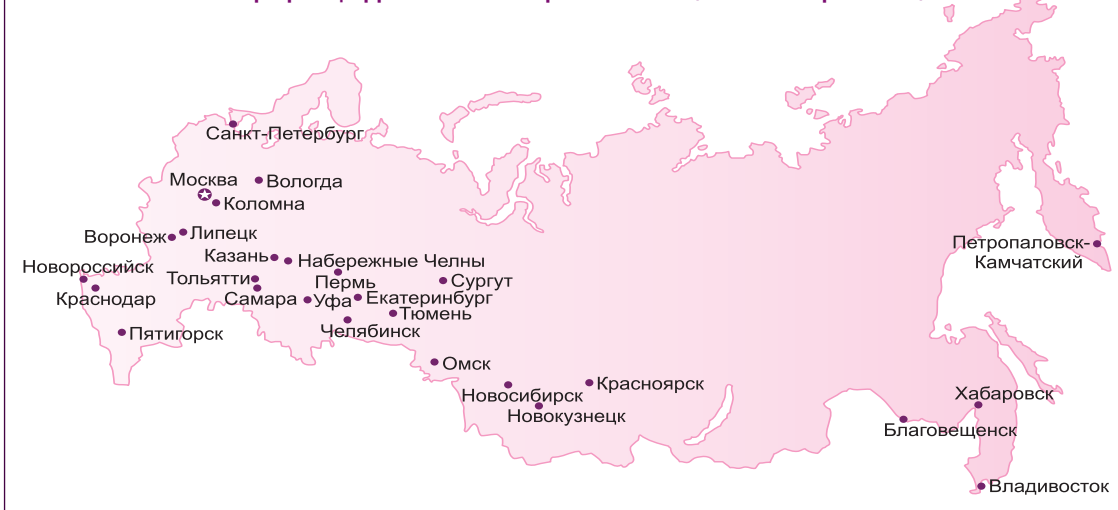 Санкт-Петербург
Москва
Вологда
Коломна
Воронеж
Липецк
Казань
Набережные Челны
Новороссийск
Тольятти
Пермь
Сургут
Краснодар
Самара
Уфа
Екатеринбург
Тюмень
Челябинск
Пятигорск
Омск
Новосибирск
Красноярск
Новокузнецк
Петропаловск-
Камчатский
Хабаровск
Благовещенск
Владивосток